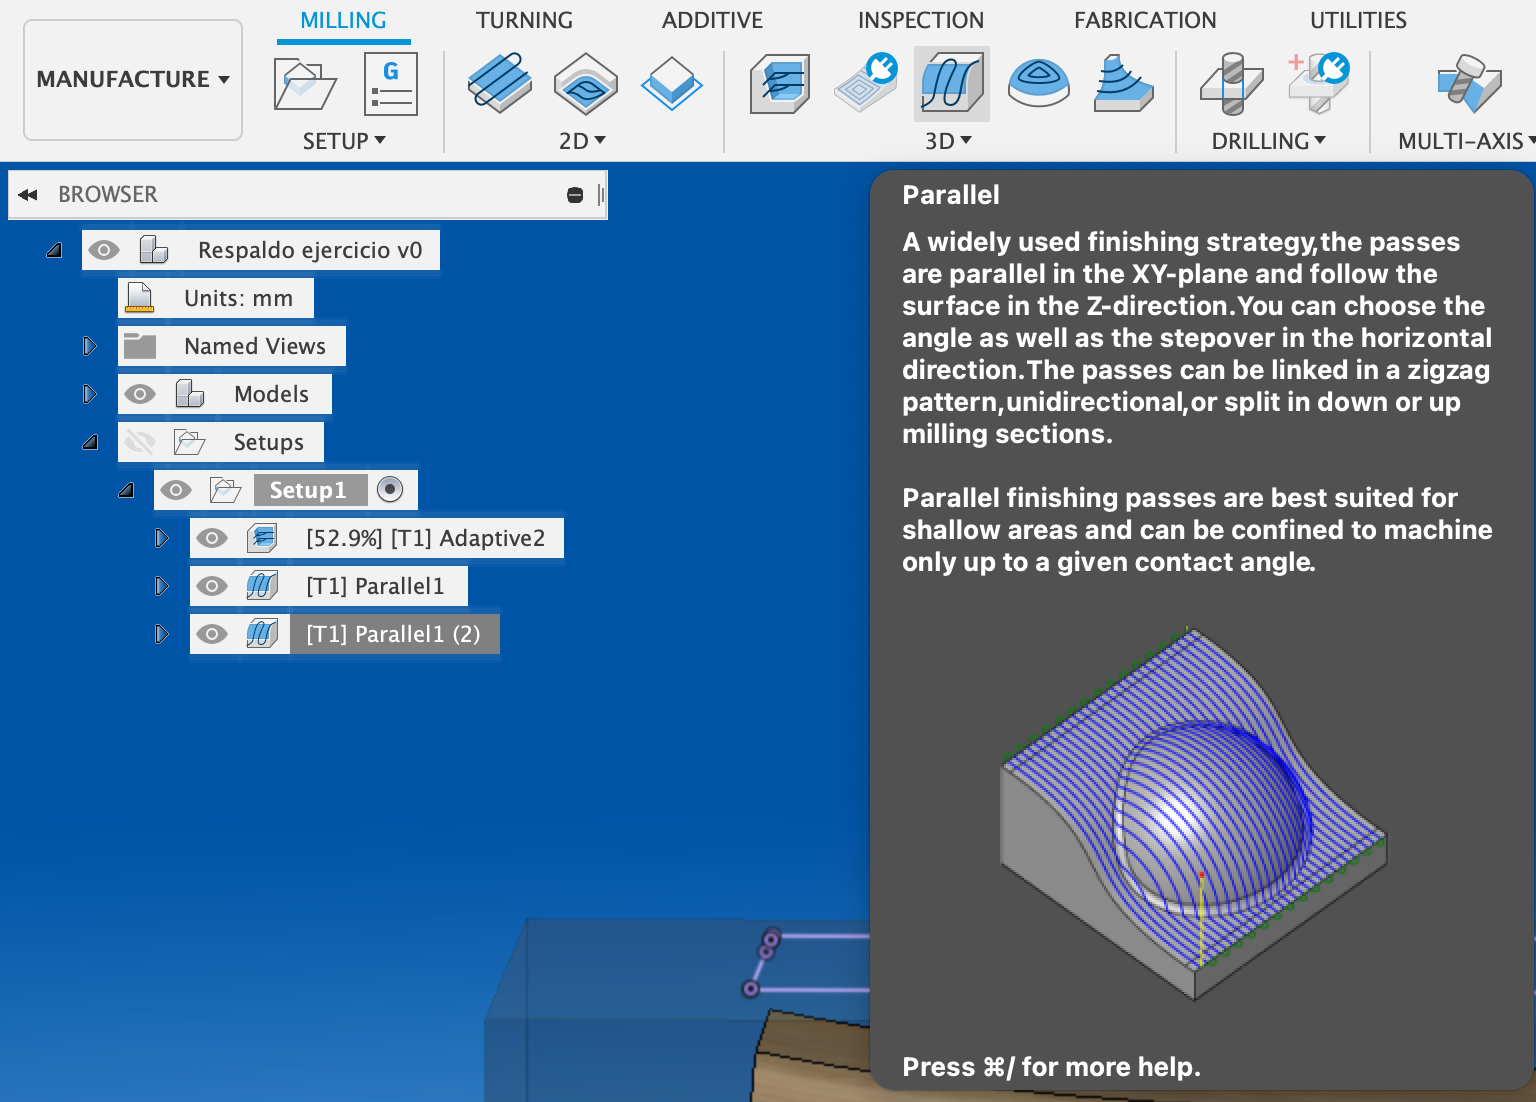 MILLING
TURNING
ADDITIVE
INSPECTION
FABRICATION
UTILITIES
MANUFACTURE
G
SETUP
2D
3D
DRILLING
MULTI-AXIS
BROWSER
Respaldo ejercicio v0
Units: mm
Named Views
Models
Setups
Setup1
[52.9%] [T1] Adaptive2
[T1] Parallel1
[T1] Parallel1 (2)
Parallel
A widely used finishing strategy,the passes
are parallel in the XY-plane and follow the
surface in the Z-direction.You can choose the
angle as well as the stepover in the horizontal
direction.The passes can be linked in a zigzag
pattern,unidirectional,or split in down or up
milling sections.
Parallel finishing passes are best suited for
shallow areas and can be confined to machine
only up to a given contact angle.
Press ⌘/ for more help.